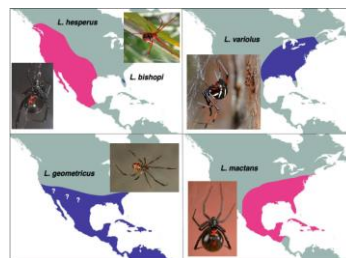 L. hesperus
L. bishopi
L. variolus
L. geometricus
? ? ?
L. mactans